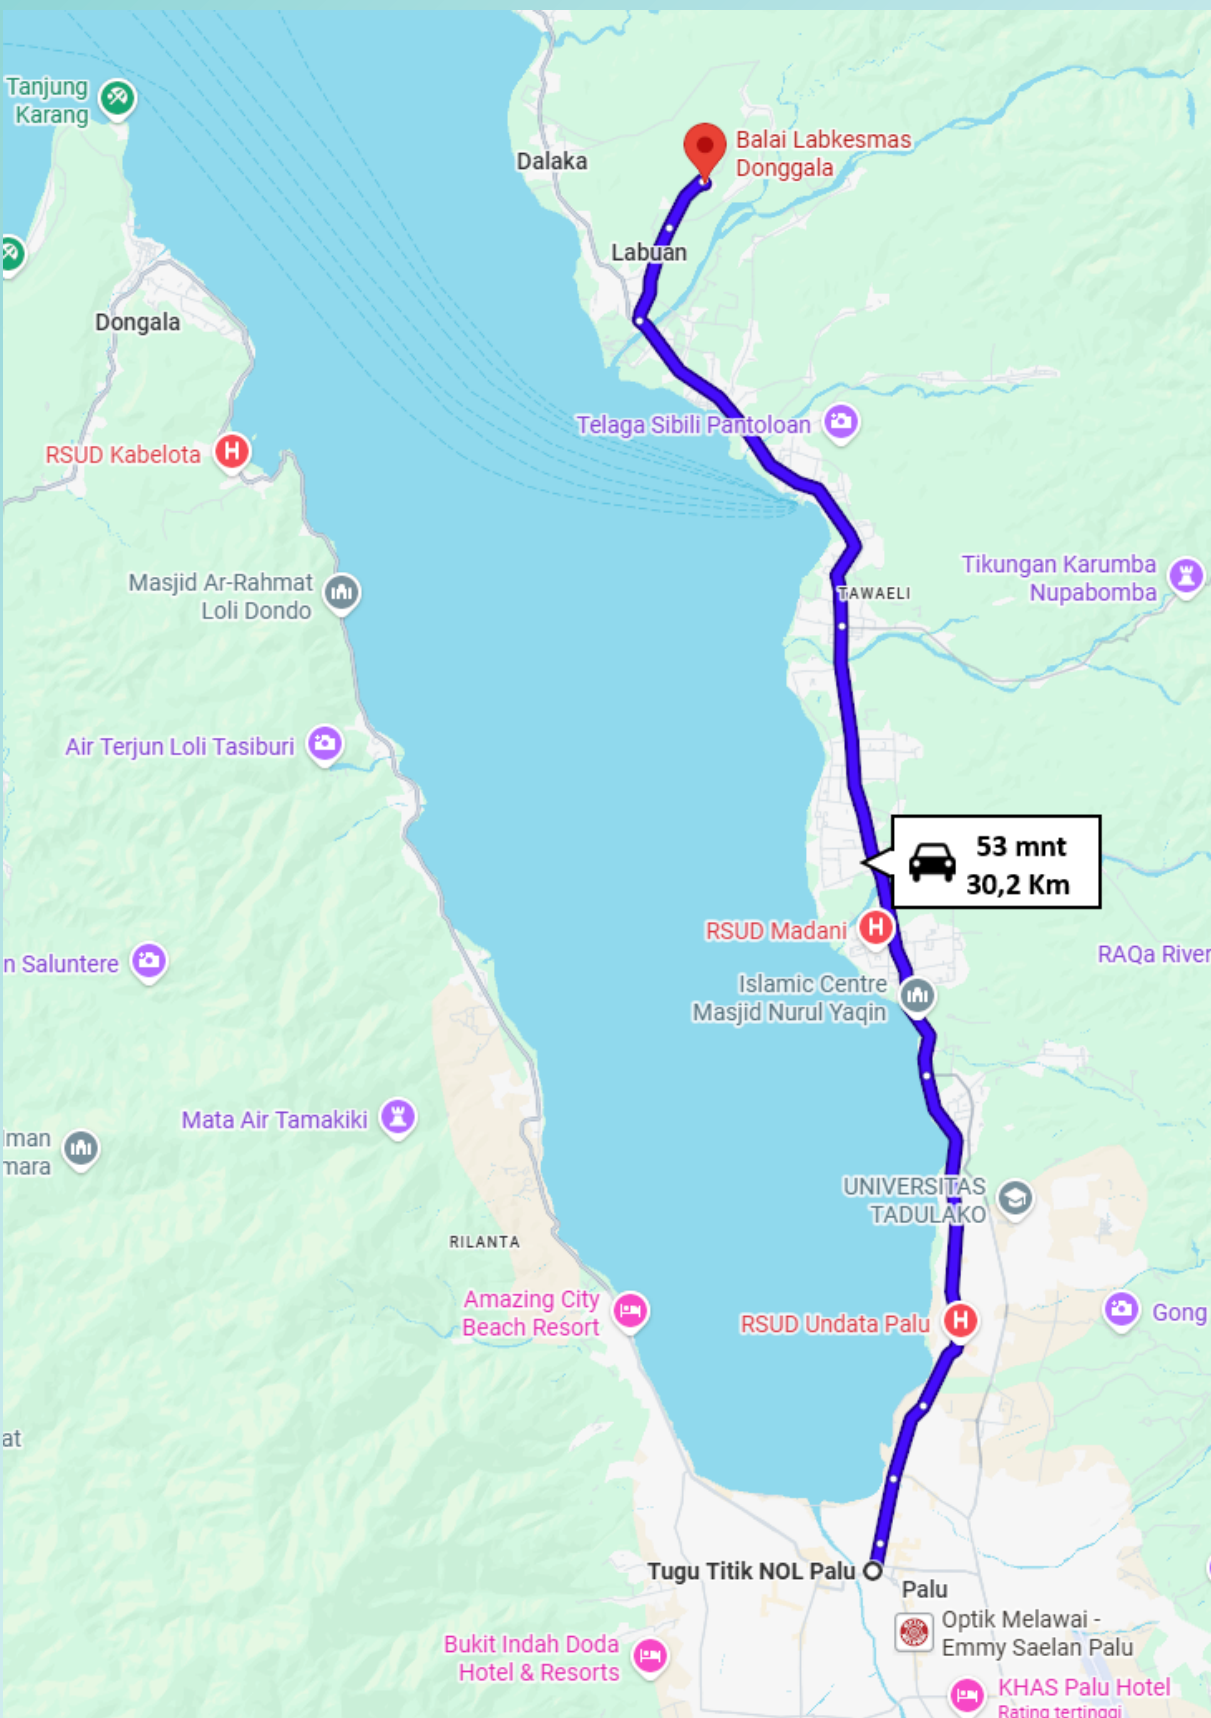 Tanjung
Karang
Balai Labkesmas
Donggala
Dalaka
Labuan
Dongala
Telaga Sibili Pantoloan
RSUD Kabelota
H
Tikungan Karumba
Nupabomba
Masjid Ar-Rahmat
Loli Dondo
TAWAELI
Air Terjun Loli Tasiburi
53 mnt
30,2 Km
RSUD Madani
H
n Saluntere
RAQa River
Islamic Centre
Masjid Nurul Yaqin
Mata Air Tamakiki
lman
mara
UNIVERSITAS
TADULAKO
RILANTA
Amazing City
Beach Resort
RSUD Undata Palu
H
Gong
at
Tugu Titik NOL Palu
Palu
Optik Melawai -
Emmy Saelan Palu
Bukit Indah Doda
Hotel & Resorts
KHAS Palu Hotel
Rating tertinggi